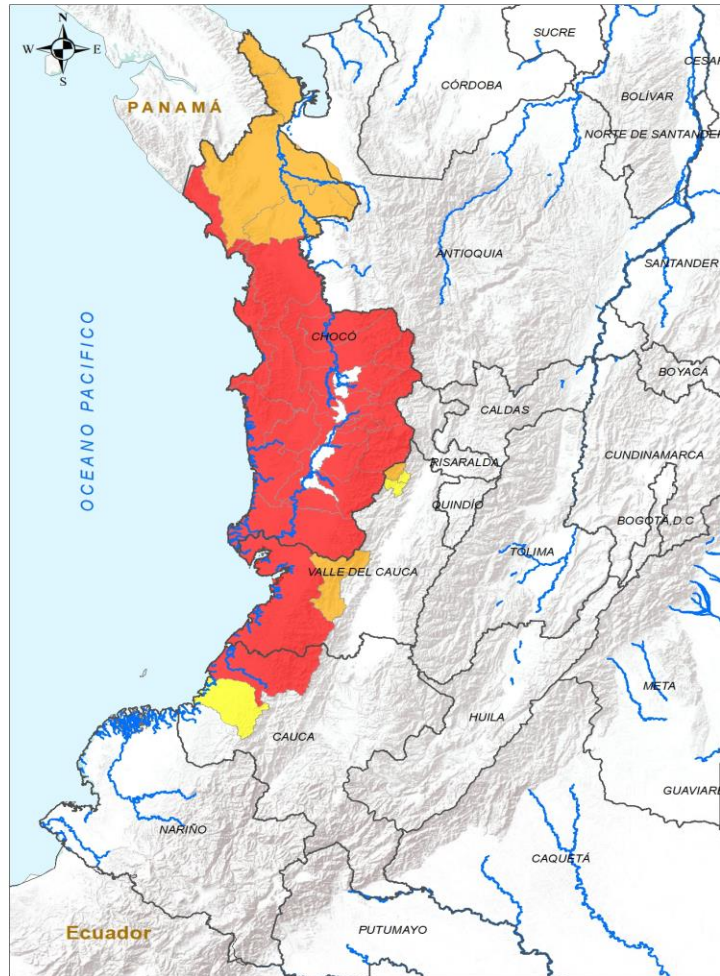 N
W E
S
SUCRE
CESAR
CÓRDOBA
BOLÍVAR
PANAMÁ
NORTE DE SANTANDER
ANTIOQUIA
SANTANDER
OCEANO PACIFICO
CHOCÓ
BOYACÁ
CALDAS
CUNDINAMARCA
RISARALDA
QUINDÍO
BOGOTÁ, D.C
TOLIMA
VALLE DEL CAUCA
META
HUILA
CAUCA
GUAVIARE
NARIÑO
CAQUETÁ
Ecuador
PUTUMAYO